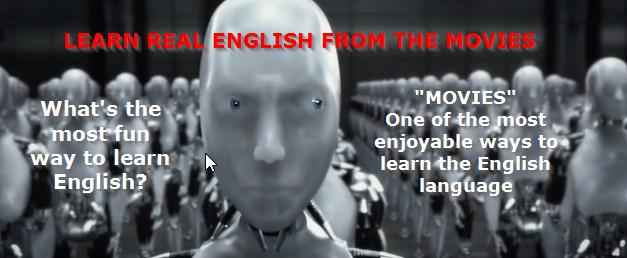 LEARN REAL ENGLISH FROM THE MOVIES
What's the
most fun
way to learn
English?
"MOVIES"
One of the most
enjoyable ways to
learn the English
language